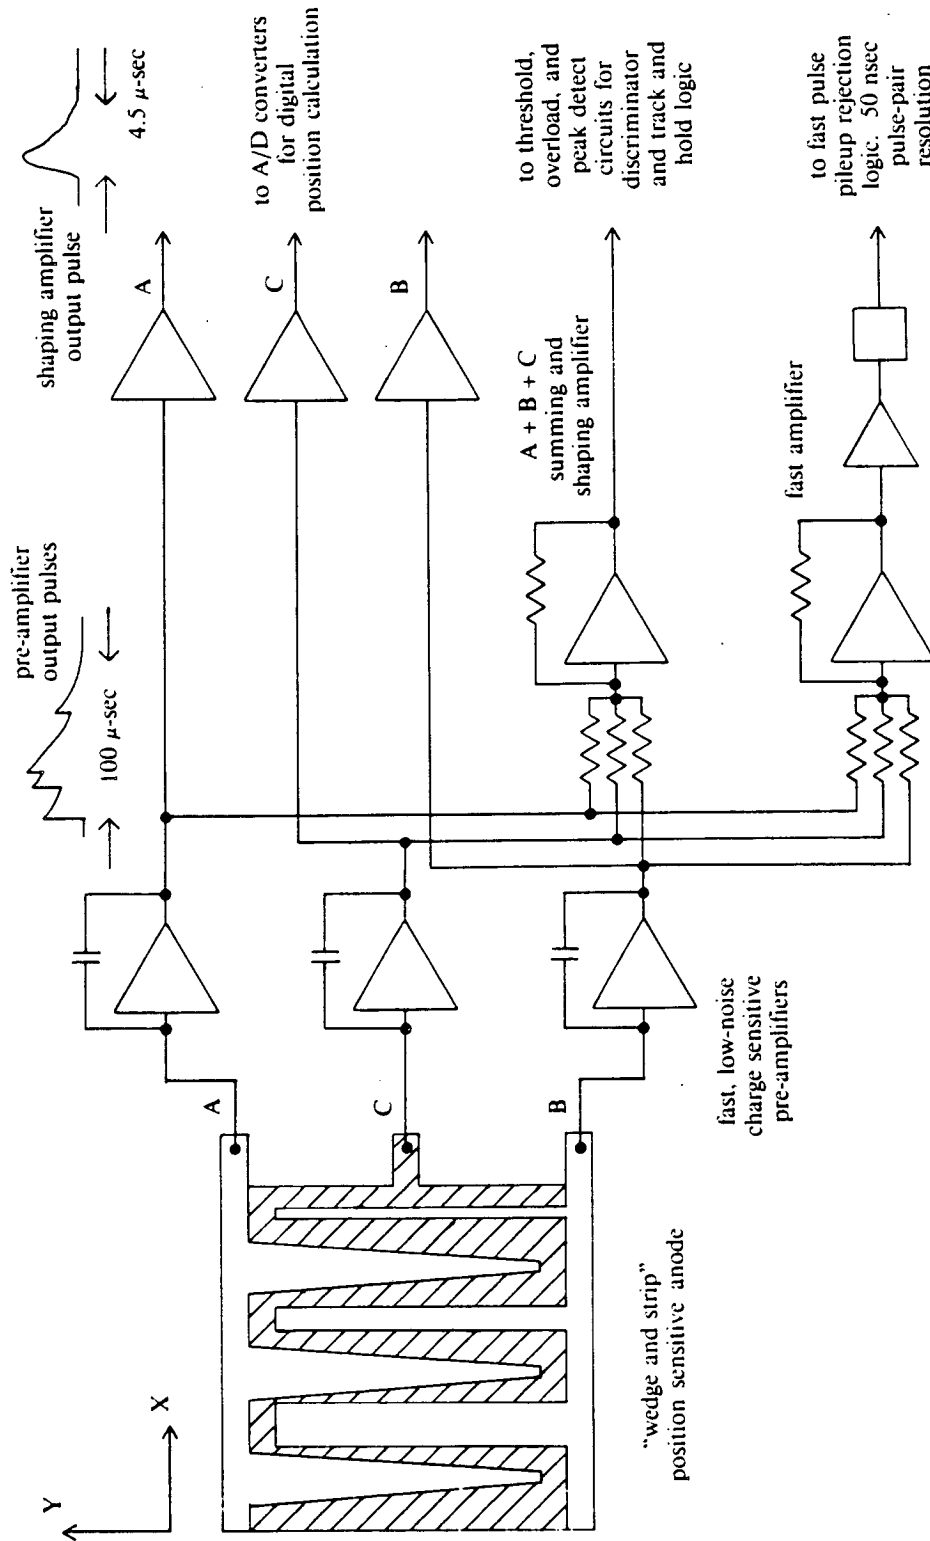 pre-amplifier
output pulses
100 μ-sec
shaping amplifier
output pulse
4.5 μ-sec
A
to A/D converters
for digital
position calculation
C
B
A + B + C
summing and
shaping amplifier
to threshold,
overload, and
peak detect
circuits for
discriminator
and track and
hold logic
fast amplifier
to fast pulse
pileup rejection
logic. 50 nsec
pulse-pair
resolution
Y
X
A
C
B
fast, low-noise
charge sensitive
pre-amplifiers
"wedge and strip"
position sensitive anode